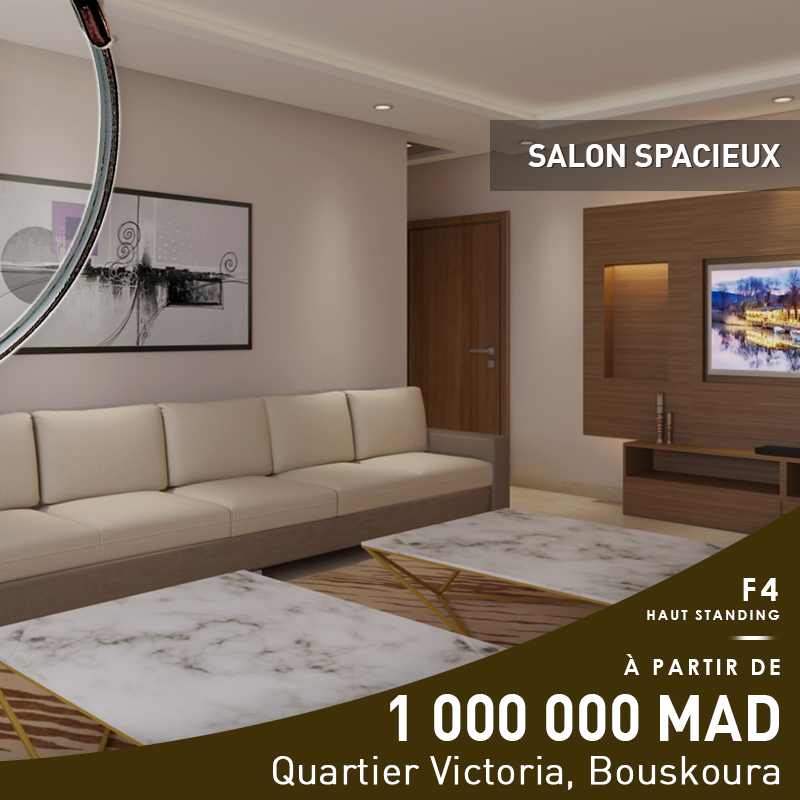 SALON SPACIEUX
F4
HAUT STANDING
À PARTIR DE
1 000 000 MAD
Quartier Victoria, Bouskoura